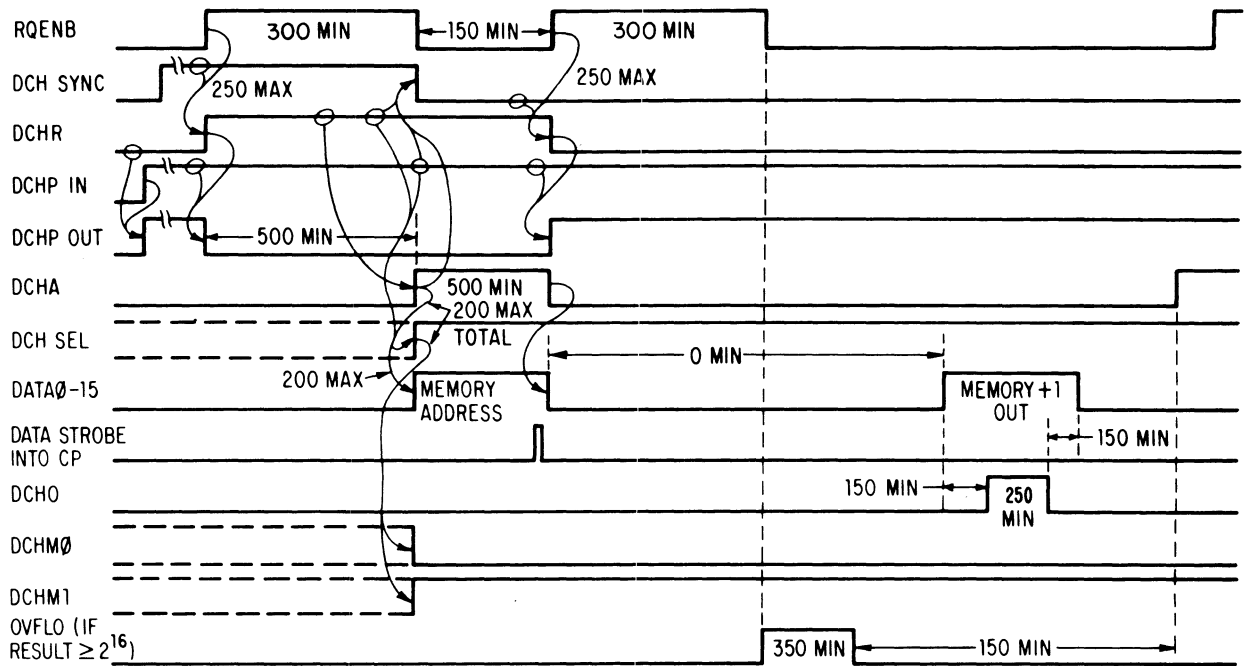 RQENB
300 MIN
150 MIN
300 MIN
DCH SYNC
250 MAX
250 MAX
DCHR
DCHP IN
DCHP OUT
500 MIN
DCHA
500 MIN
200 MAX
TOTAL
DCH SEL
0 MIN
200 MAX
DATAØ-15
MEMORY
ADDRESS
MEMORY+1
OUT
DATA STROBE
INTO CP
150 MIN
DCHO
150 MIN
250
MIN
DCHMØ
DCHM1
OVFLO (IF
RESULT ≥ 2¹⁶)
350 MIN
150 MIN